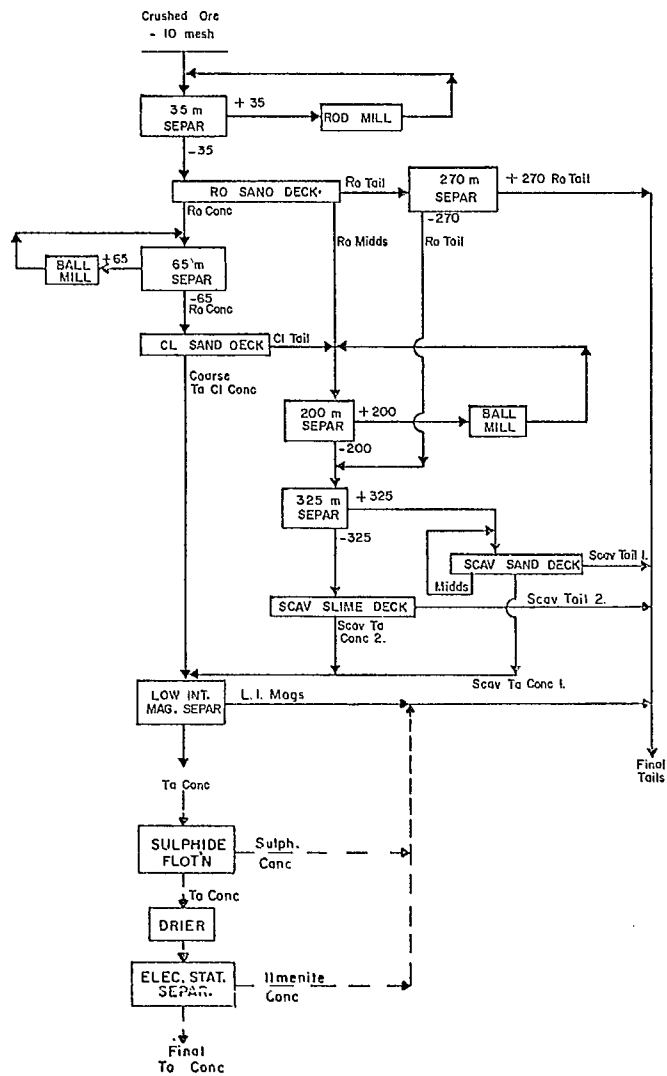 Crushed Ore
- 10 mesh
35 m
SEPAR
+ 35
ROD MILL
-35
RO SAND DECK
Ro Tail
270 m
SEPAR
+ 270 Ro Tail
Ro Conc
-270
Ro Tail
Ro Midds
BALL
MILL
+65
65 m
SEPAR
-65
Ro Conc
CL SAND DECK
Cl Tail
Coarse
Ta Cl Conc
200 m
SEPAR
+200
BALL
MILL
-200
325 m
SEPAR
+325
-325
SCAV SAND DECK
Scav Tail 1.
Midds
SCAV SLIME DECK
Scav Tail 2.
Scav Ta
Conc 2.
Scav Ta Conc 1.
LOW INT.
MAG. SEPAR
L.I. Mags
Final
Tails
Ta Conc
SULPHIDE
FLOT'N
Sulph.
Conc
Ta Conc
DRIER
ELEC. STAT.
SEPAR.
Ilmenite
Conc
Final
Ta Conc